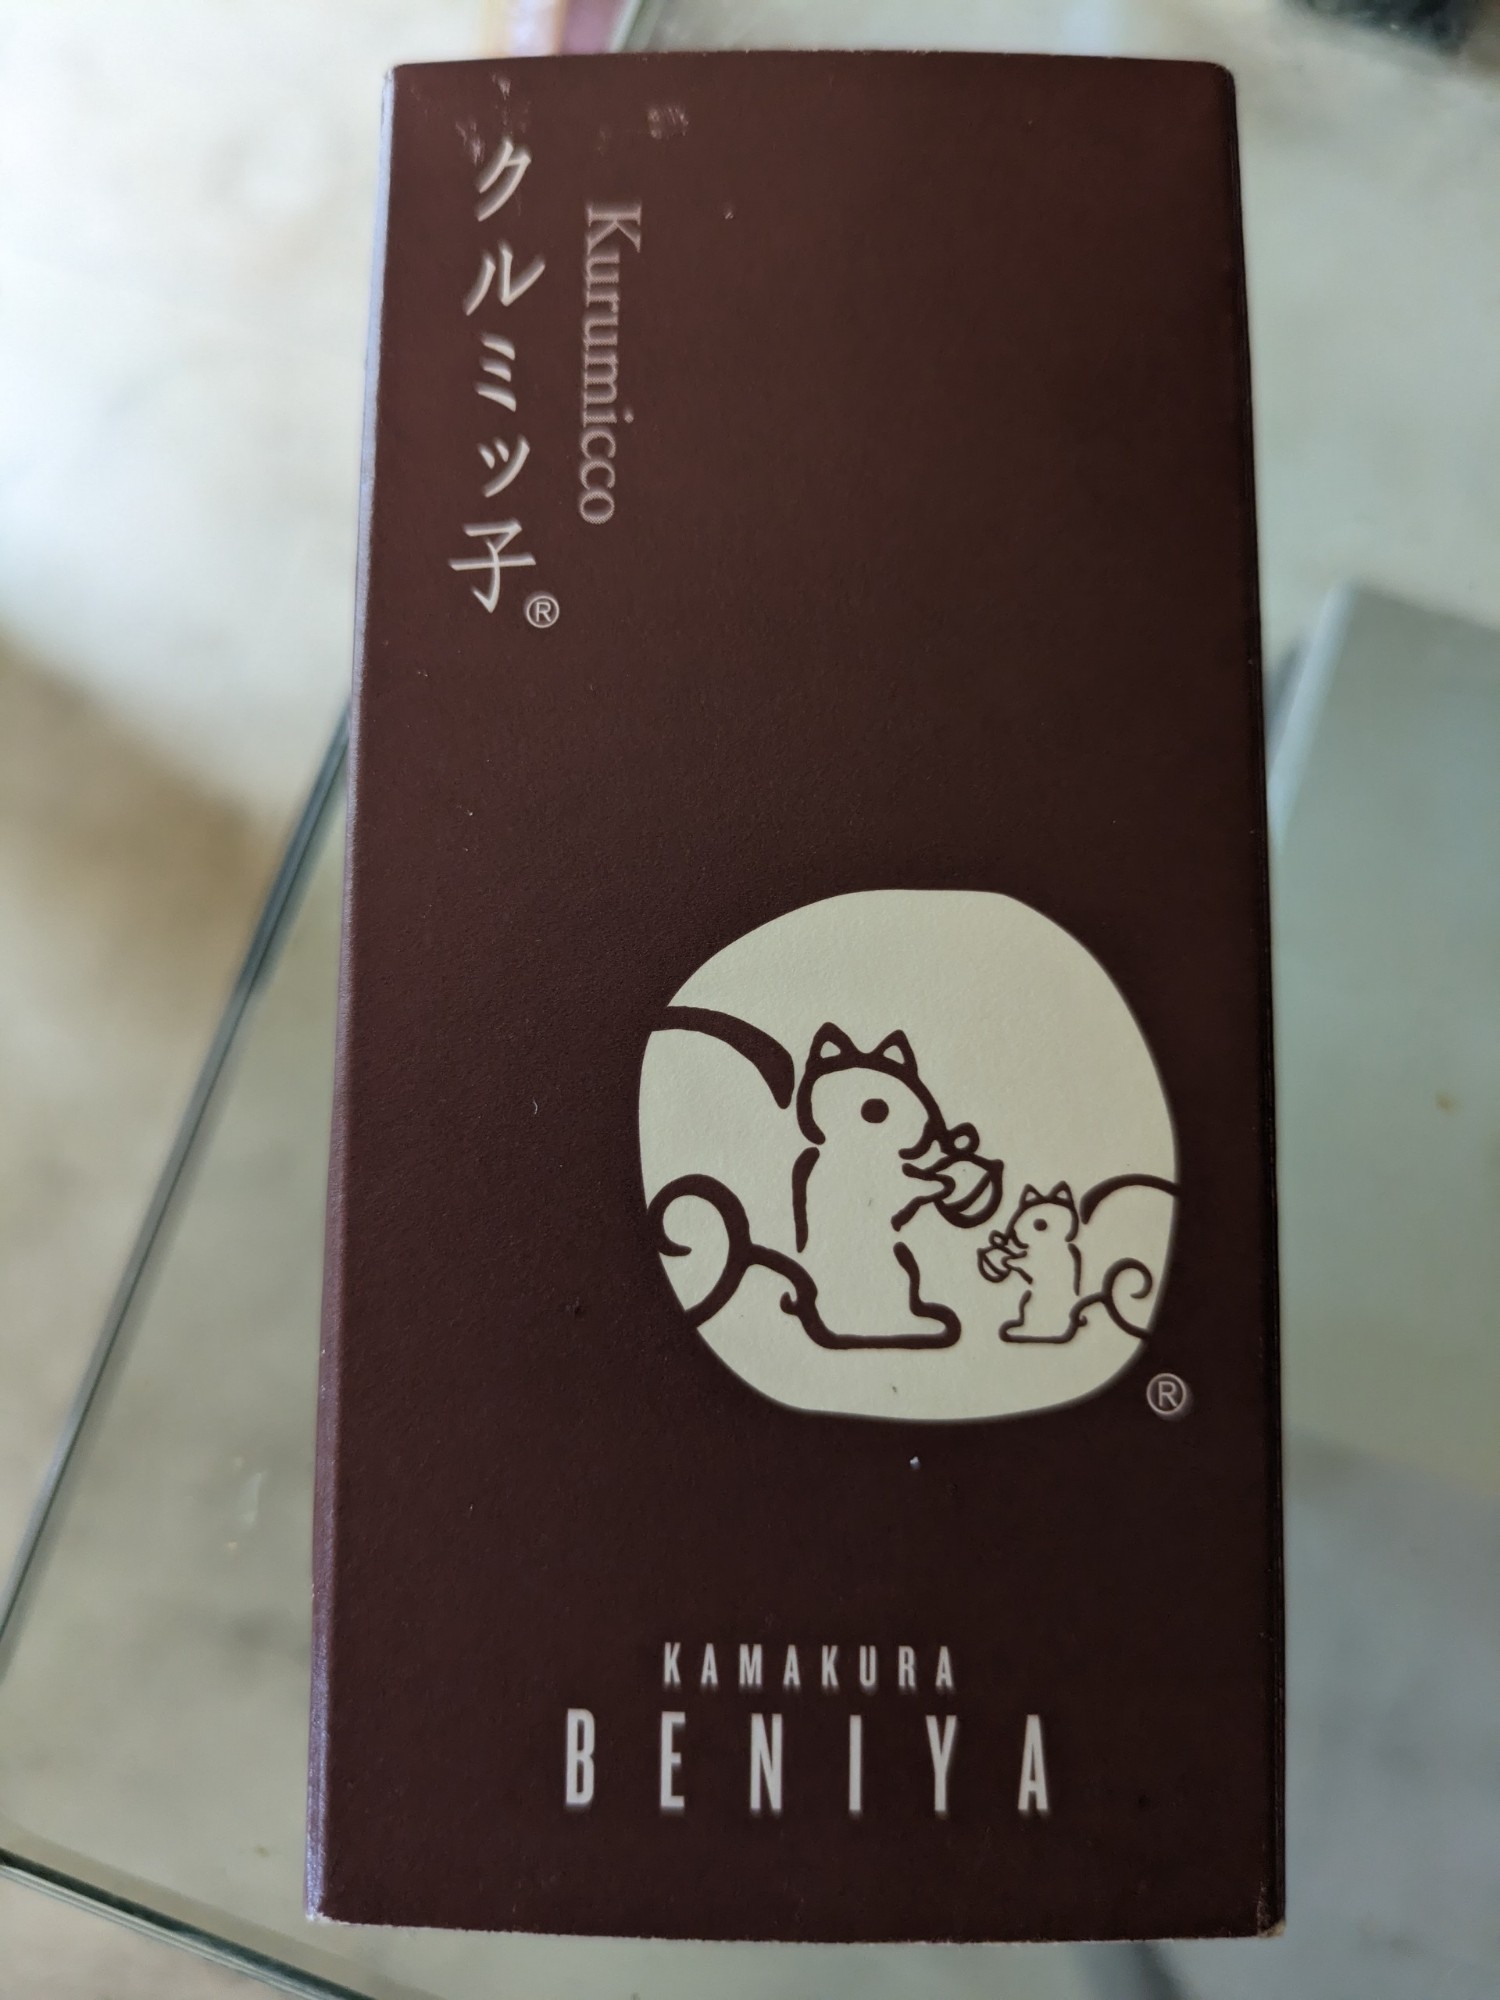 クルミッ子®
Kurumicco
®
KAMAKURA
BENIYA